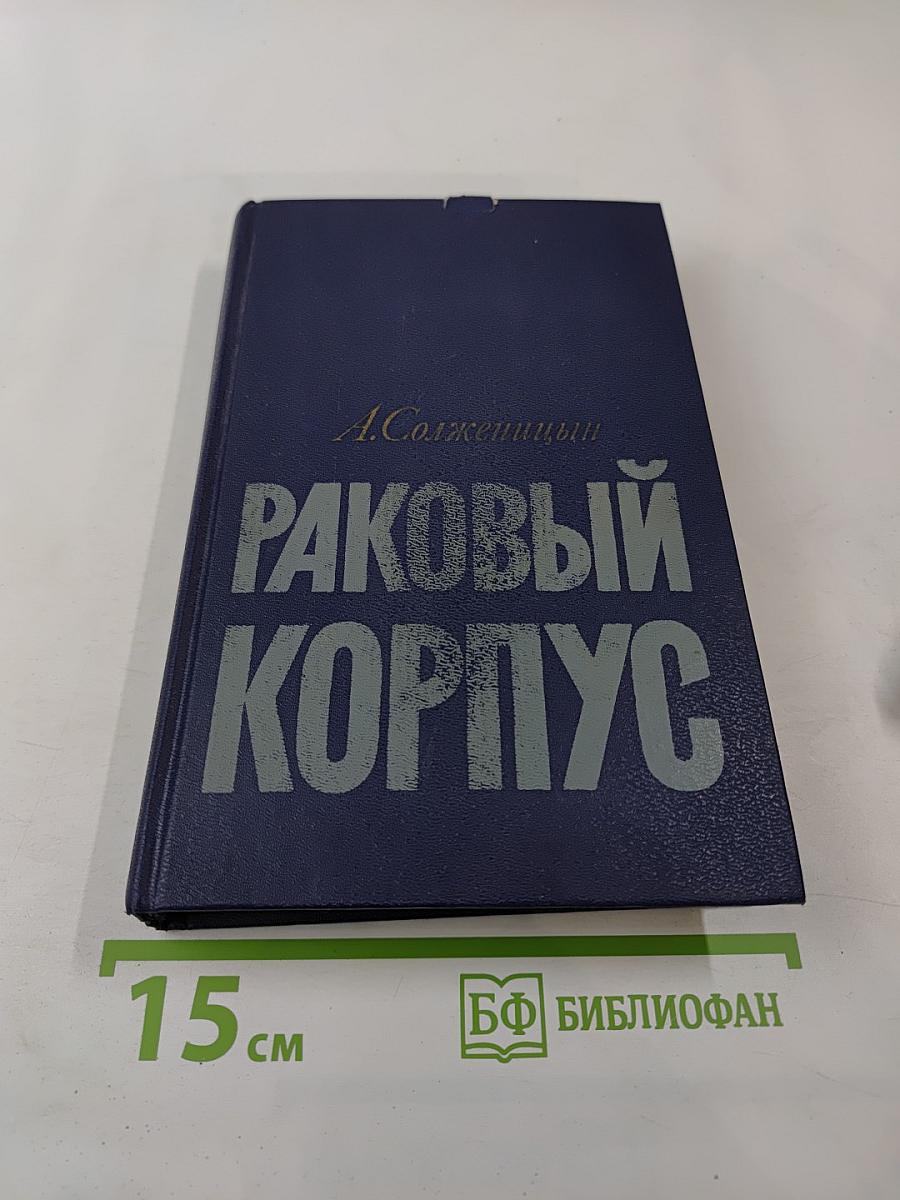 А.Солженицын
РАКОВЫЙ
КОРПУС
15 см
БФ БИБЛИОФАН